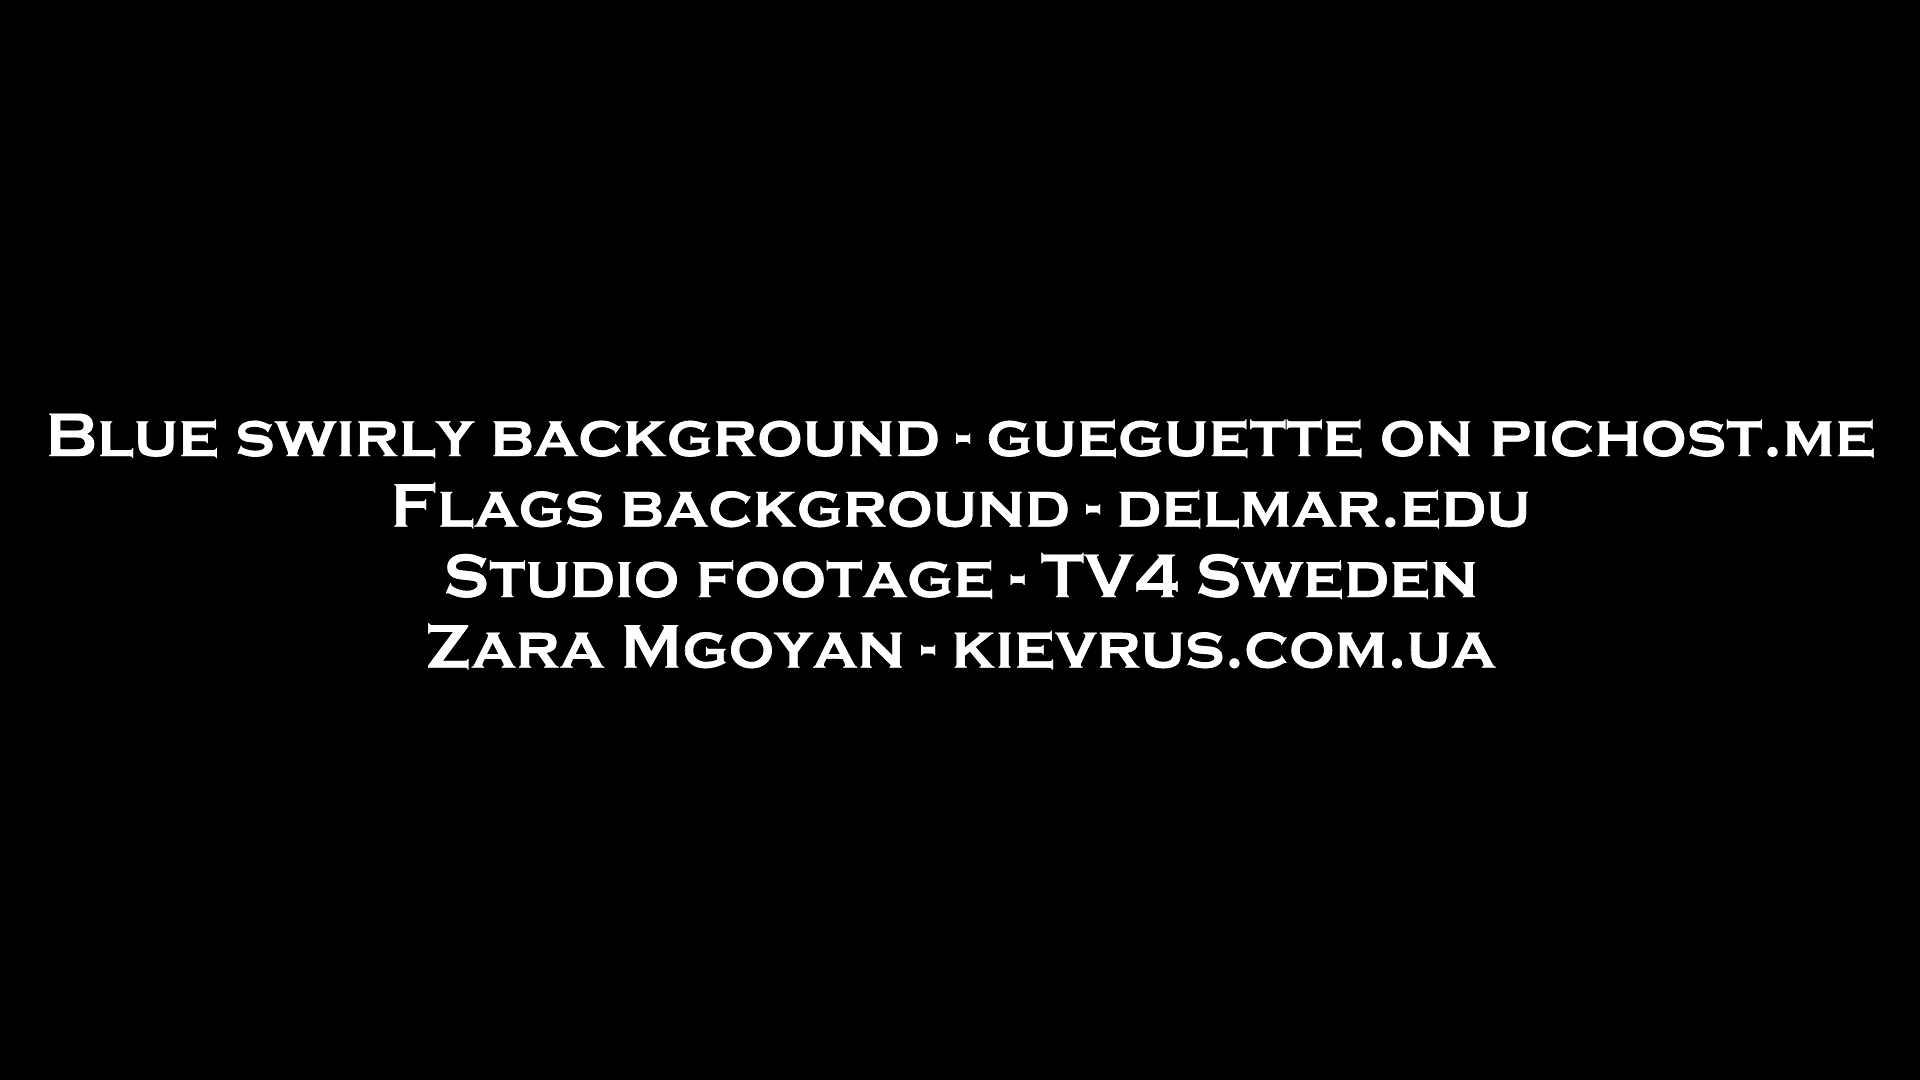 Blue swirly background - gueguette on pichost.me
Flags background - delmar.edu
Studio footage - TV4 Sweden
Zara Mgoyan - kievrus.com.ua